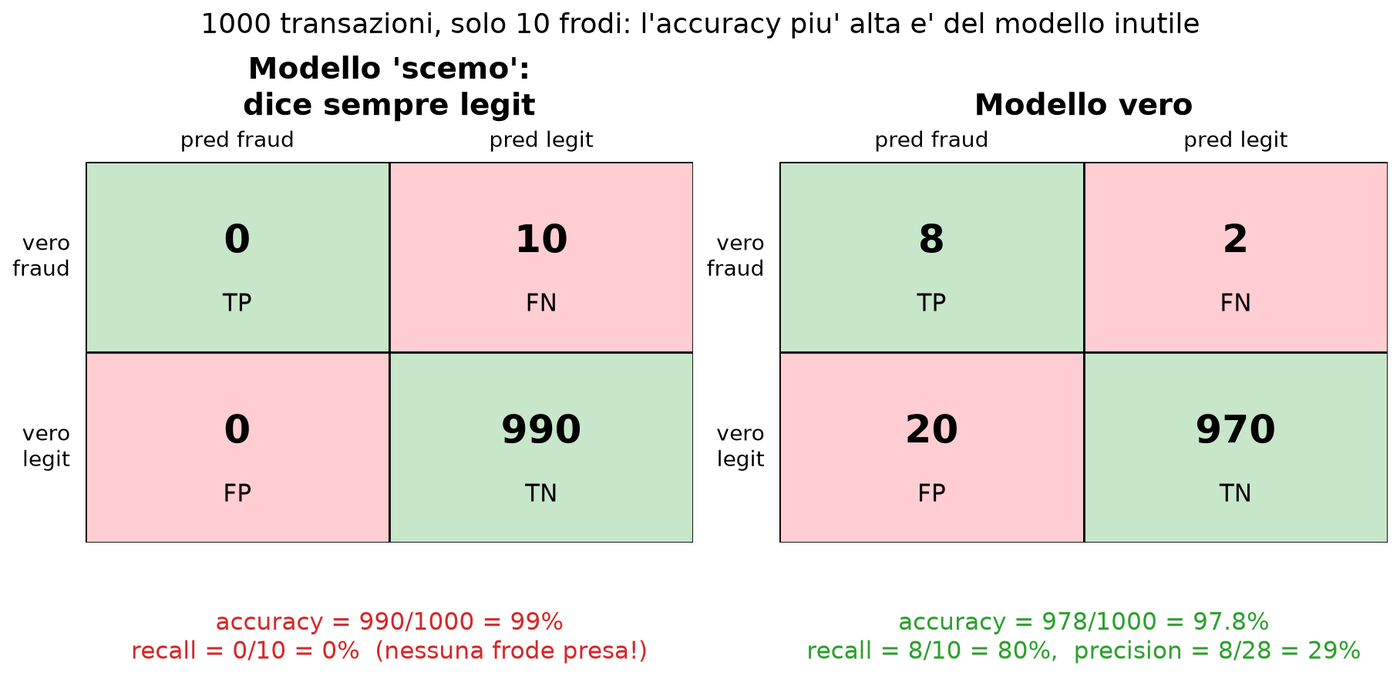 1000 transazioni, solo 10 frodi: l'accuracy piu' alta e' del modello inutile
Modello 'scemo':
dice sempre legit
pred fraud
pred legit
vero
fraud
0
TP
10
FN
vero
legit
0
FP
990
TN
accuracy = 990/1000 = 99%
recall = 0/10 = 0%  (nessuna frode presa!)
Modello vero
pred fraud
pred legit
vero
fraud
8
TP
2
FN
vero
legit
20
FP
970
TN
accuracy = 978/1000 = 97.8%
recall = 8/10 = 80%,  precision = 8/28 = 29%